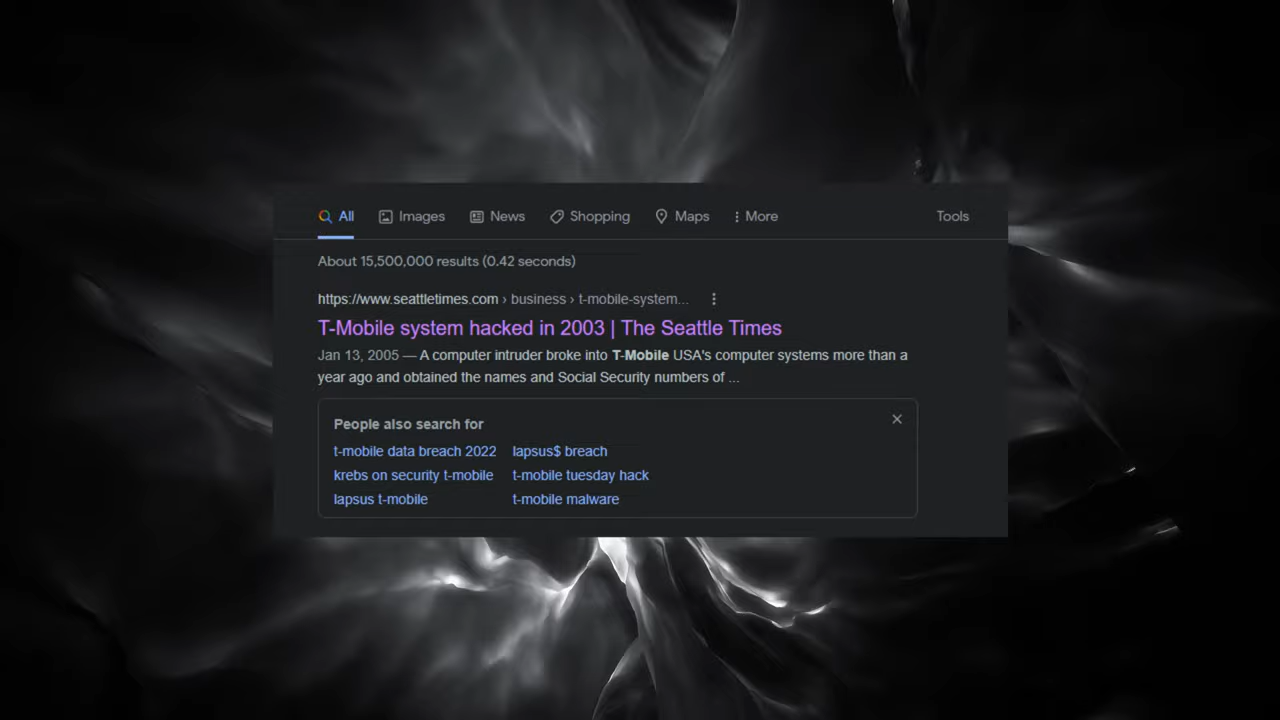 All Images News Shopping Maps More Tools
About 15,500,000 results (0.42 seconds)
https://www.seattletimes.com › business › t-mobile-system...
T-Mobile system hacked in 2003 | The Seattle Times
Jan 13, 2005 — A computer intruder broke into T-Mobile USA's computer systems more than a
year ago and obtained the names and Social Security numbers of ...
People also search for
t-mobile data breach 2022 lapsus$ breach
krebs on security t-mobile t-mobile tuesday hack
lapsus t-mobile t-mobile malware